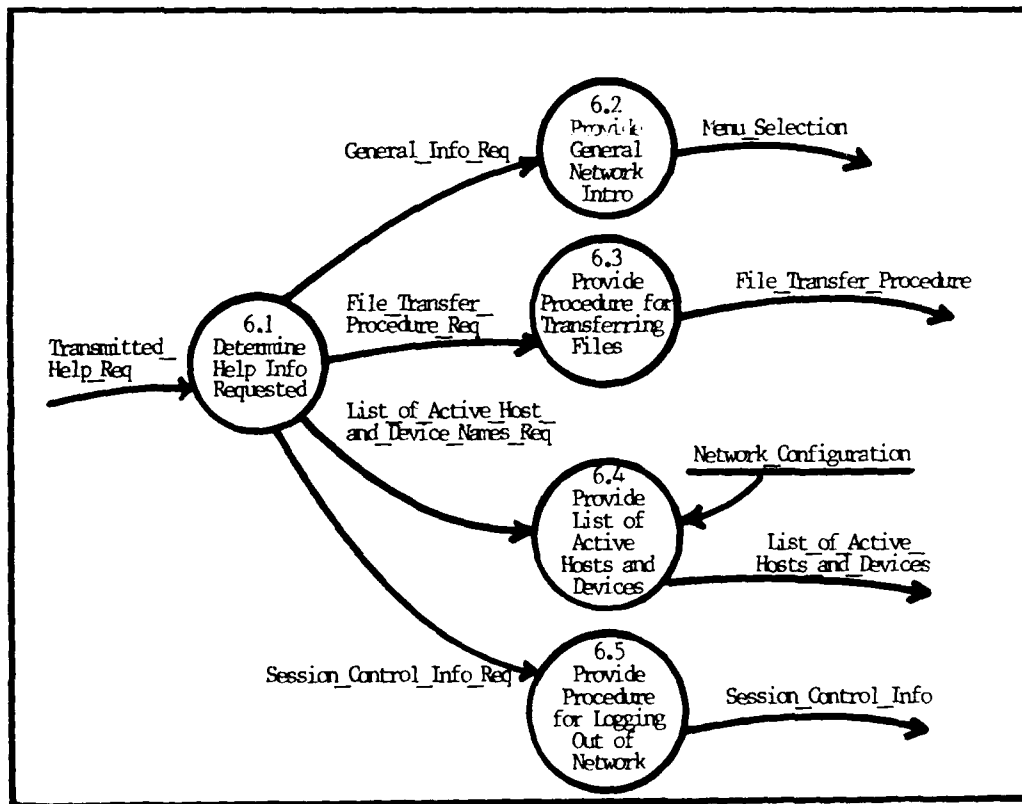 6.2
Provide
General
Network
Intro
Menu_Selection
General_Info_Req
6.3
Provide
Procedure for
Transferring
Files
File_Transfer_Procedure
File_Transfer_
Procedure_Req
6.1
Determine
Help Info
Requested
Transmitted_
Help_Req
List_of_Active_Host_
and_Device_Names_Req
Network_Configuration
6.4
Provide
List of
Active
Hosts and
Devices
List_of_Active_
Hosts_and_Devices
Session_Control_Info_Req
6.5
Provide
Procedure
for Logging
Out of
Network
Session_Control_Info